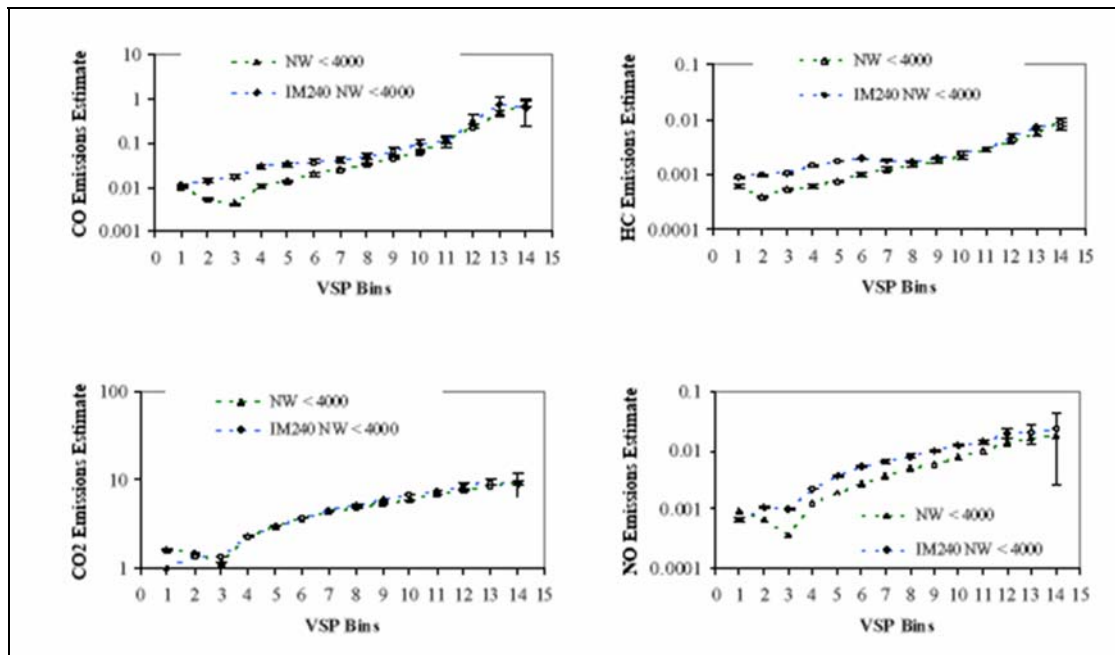 CO Emissions Estimate
10
1
0.1
0.01
0.001
NW < 4000
IM240 NW < 4000
0 1 2 3 4 5 6 7 8 9 10 11 12 13 14 15
VSP Bins
HC Emissions Estimate
0.1
0.01
0.001
0.0001
NW < 4000
IM240 NW < 4000
0 1 2 3 4 5 6 7 8 9 10 11 12 13 14 15
VSP Bins
CO2 Emissions Estimate
100
10
1
NW < 4000
IM240 NW < 4000
0 1 2 3 4 5 6 7 8 9 10 11 12 13 14 15
VSP Bins
NO Emissions Estimate
0.1
0.01
0.001
0.0001
NW < 4000
IM240 NW < 4000
0 1 2 3 4 5 6 7 8 9 10 11 12 13 14 15
VSP Bins